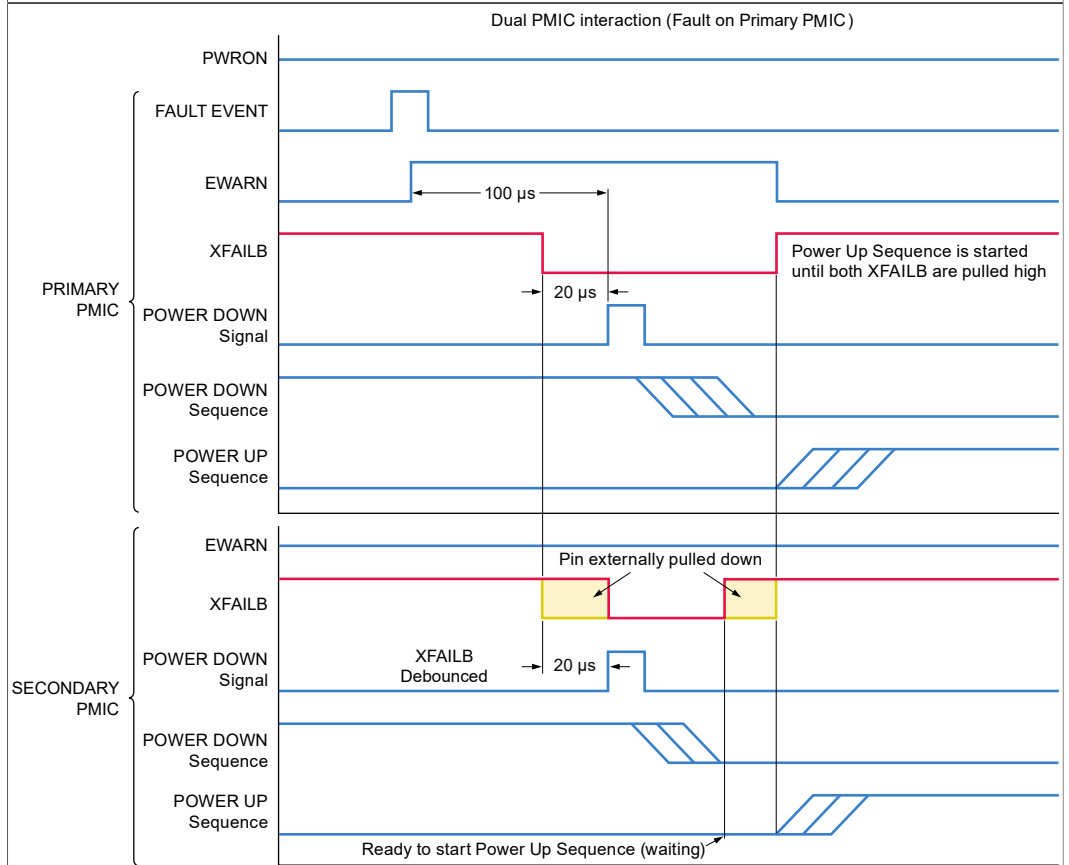 Dual PMIC interaction (Fault on Primary PMIC)
PWRON
FAULT EVENT
EWARN
100 µs
XFAILB
Power Up Sequence is started
until both XFAILB are pulled high
PRIMARY
PMIC
20 µs
POWER DOWN
Signal
POWER DOWN
Sequence
POWER UP
Sequence
EWARN
Pin externally pulled down
XFAILB
POWER DOWN
Signal
XFAILB
Debounced
20 µs
SECONDARY
PMIC
POWER DOWN
Sequence
POWER UP
Sequence
Ready to start Power Up Sequence (waiting)